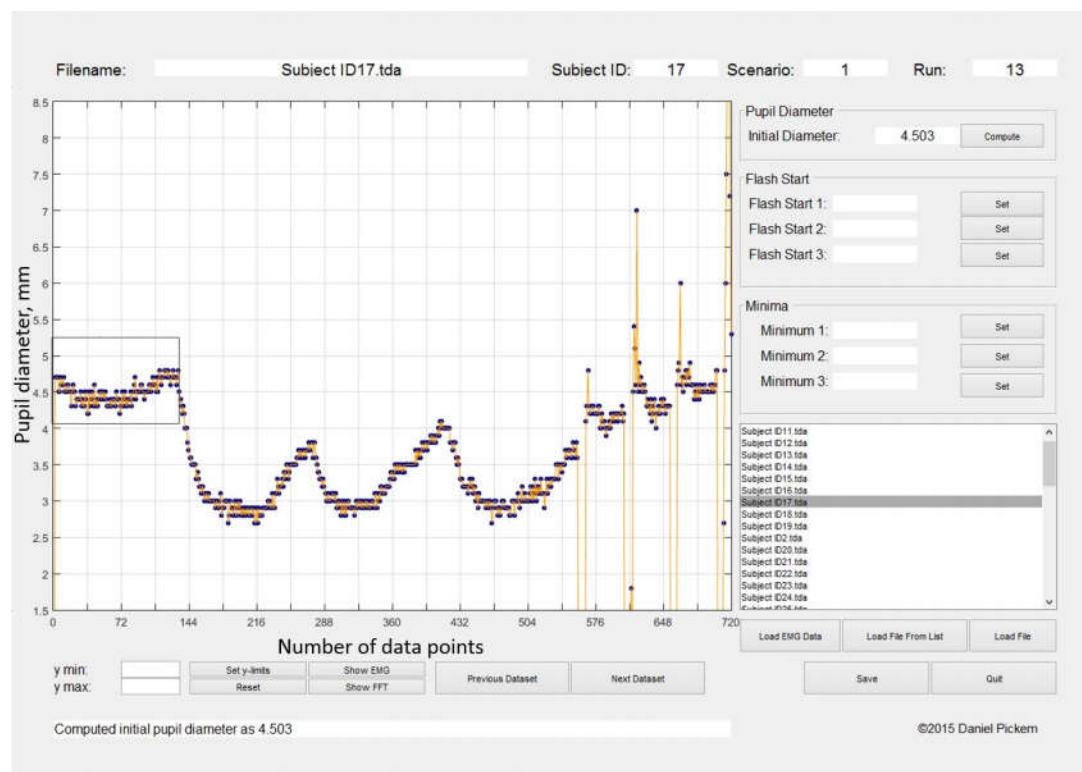 Filename: Subject ID17.tda Subject ID: 17 Scenario: 1 Run: 13
Pupil diameter, mm
8.5
8
7.5
7
6.5
6
5.5
5
4.5
4
3.5
3
2.5
2
1.5
0 72 144 216 288 360 432 504 576 648 720
Number of data points
Pupil Diameter
Initial Diameter: 4.503 Compute
Flash Start
Flash Start 1: Set
Flash Start 2: Set
Flash Start 3: Set
Minima
Minimum 1: Set
Minimum 2: Set
Minimum 3: Set
Subject ID11.tda
Subject ID12.tda
Subject ID13.tda
Subject ID14.tda
Subject ID15.tda
Subject ID16.tda
Subject ID17.tda
Subject ID18.tda
Subject ID19.tda
Subject ID2.tda
Subject ID20.tda
Subject ID21.tda
Subject ID22.tda
Subject ID23.tda
Subject ID24.tda
Load EMG Data Load File From List Load File
y min: Set y-limits Show EMG Previous Dataset Next Dataset Save Quit
y max: Reset Show FFT
Computed initial pupil diameter as 4.503
©2015 Daniel Pickem